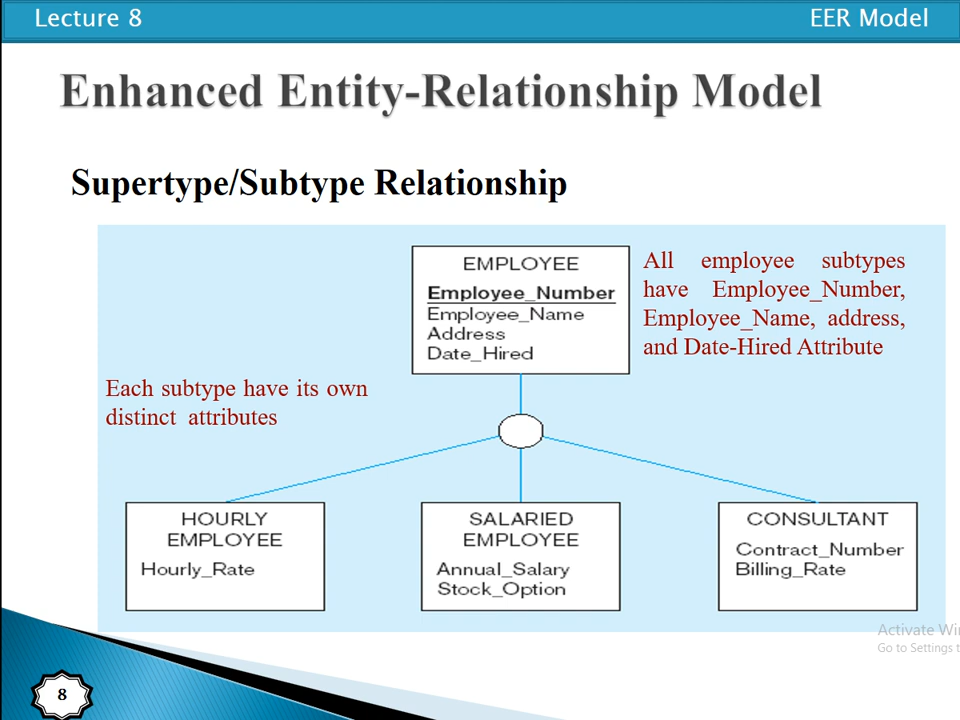 Lecture 8
EER Model
Enhanced Entity-Relationship Model
Supertype/Subtype Relationship
EMPLOYEE
Employee_Number
Employee_Name
Address
Date_Hired
All employee subtypes
have Employee_Number,
Employee_Name, address,
and Date-Hired Attribute
Each subtype have its own
distinct attributes
HOURLY
EMPLOYEE
Hourly_Rate
SALARIED
EMPLOYEE
Annual_Salary
Stock_Option
CONSULTANT
Contract_Number
Billing_Rate
Activate
Go to Settings
8